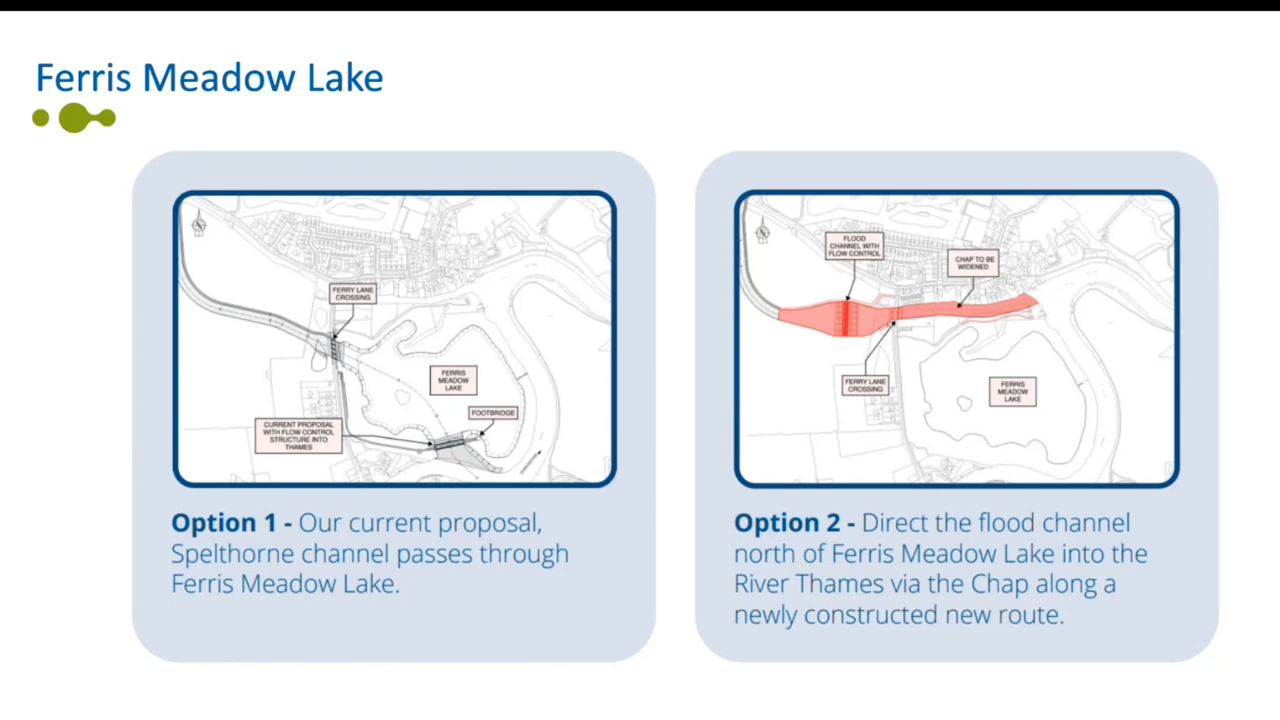 Ferris Meadow Lake
FERRY LANE
CROSSING
FERRIS
MEADOW
LAKE
FOOTBRIDGE
CURRENT PROPOSAL
WITH FLOW CONTROL
STRUCTURE INTO
THAMES
Option 1 - Our current proposal,
Spelthorne channel passes through
Ferris Meadow Lake.
FLOOD
CHANNEL WITH
FLOW CONTROL
CHAP TO BE
WIDENED
FERRY LANE
CROSSING
FERRIS
MEADOW
LAKE
Option 2 - Direct the flood channel
north of Ferris Meadow Lake into the
River Thames via the Chap along a
newly constructed new route.